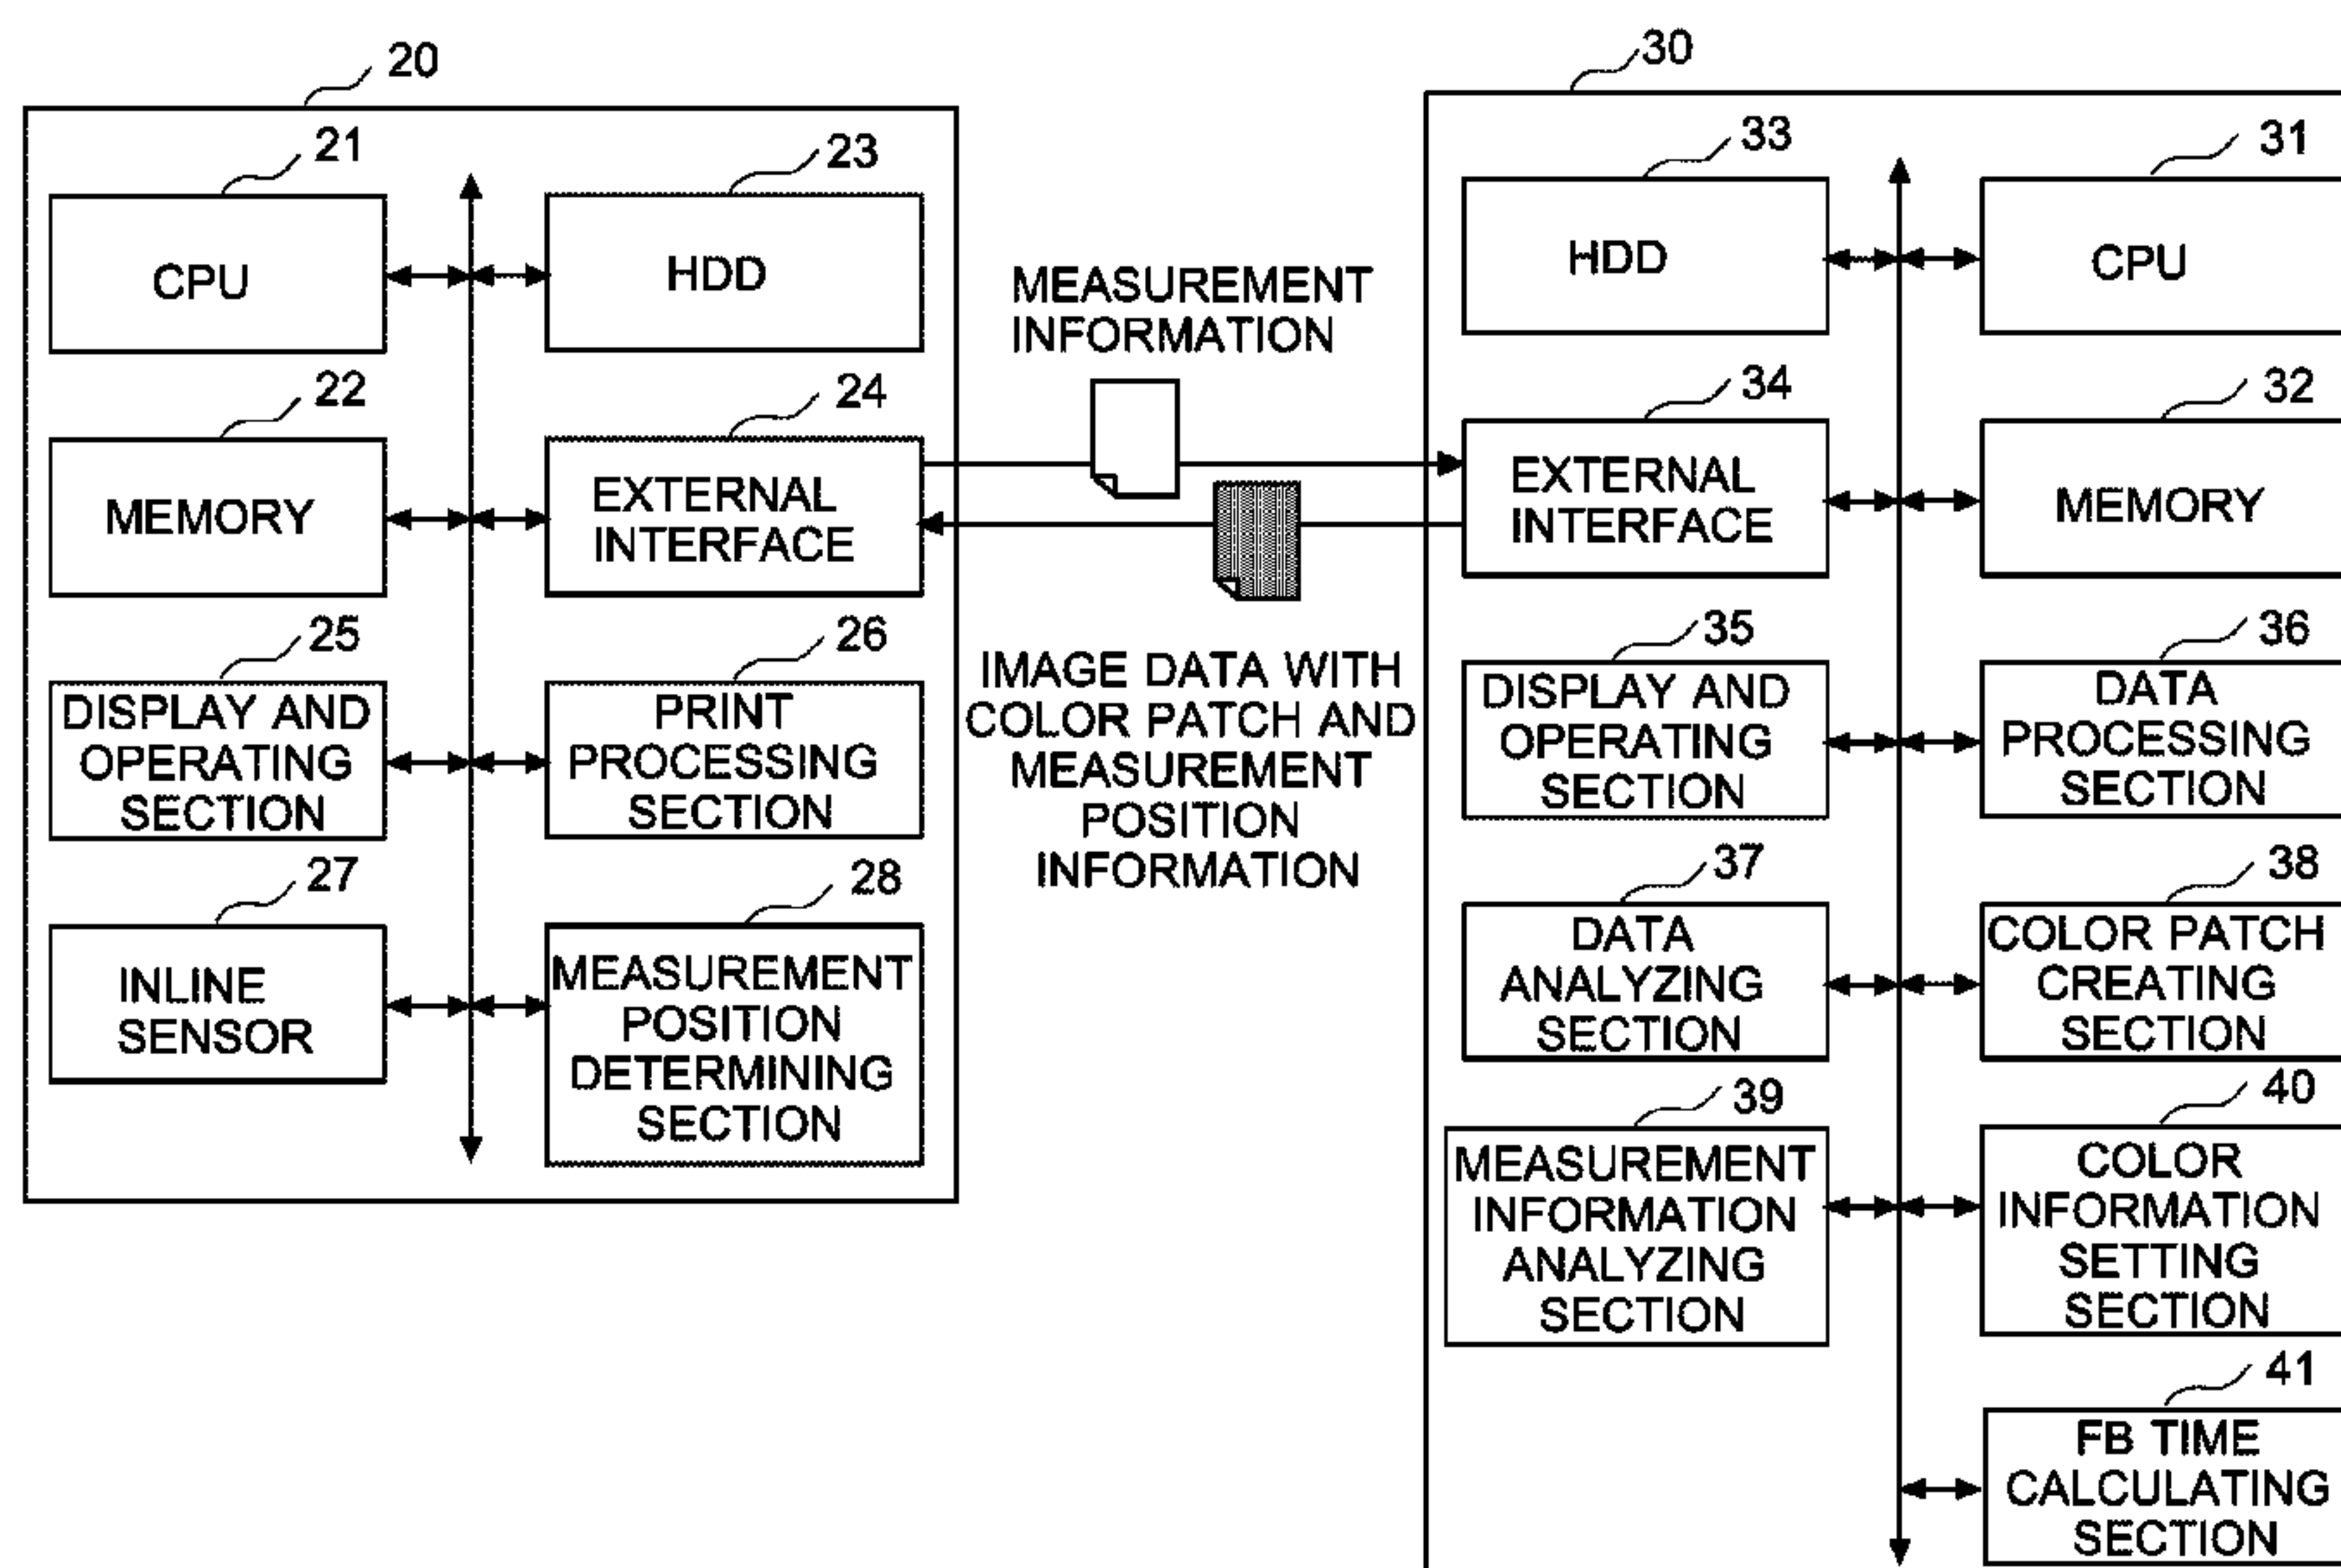 20
21
CPU
23
HDD
22
MEMORY
24
EXTERNAL
INTERFACE
25
DISPLAY AND
OPERATING
SECTION
26
PRINT
PROCESSING
SECTION
27
INLINE
SENSOR
28
MEASUREMENT
POSITION
DETERMINING
SECTION
MEASUREMENT
INFORMATION
IMAGE DATA WITH
COLOR PATCH AND
MEASUREMENT
POSITION
INFORMATION
30
33
HDD
31
CPU
34
EXTERNAL
INTERFACE
32
MEMORY
35
DISPLAY AND
OPERATING
SECTION
36
DATA
PROCESSING
SECTION
37
DATA
ANALYZING
SECTION
38
COLOR PATCH
CREATING
SECTION
39
MEASUREMENT
INFORMATION
ANALYZING
SECTION
40
COLOR
INFORMATION
SETTING
SECTION
41
FB TIME
CALCULATING
SECTION